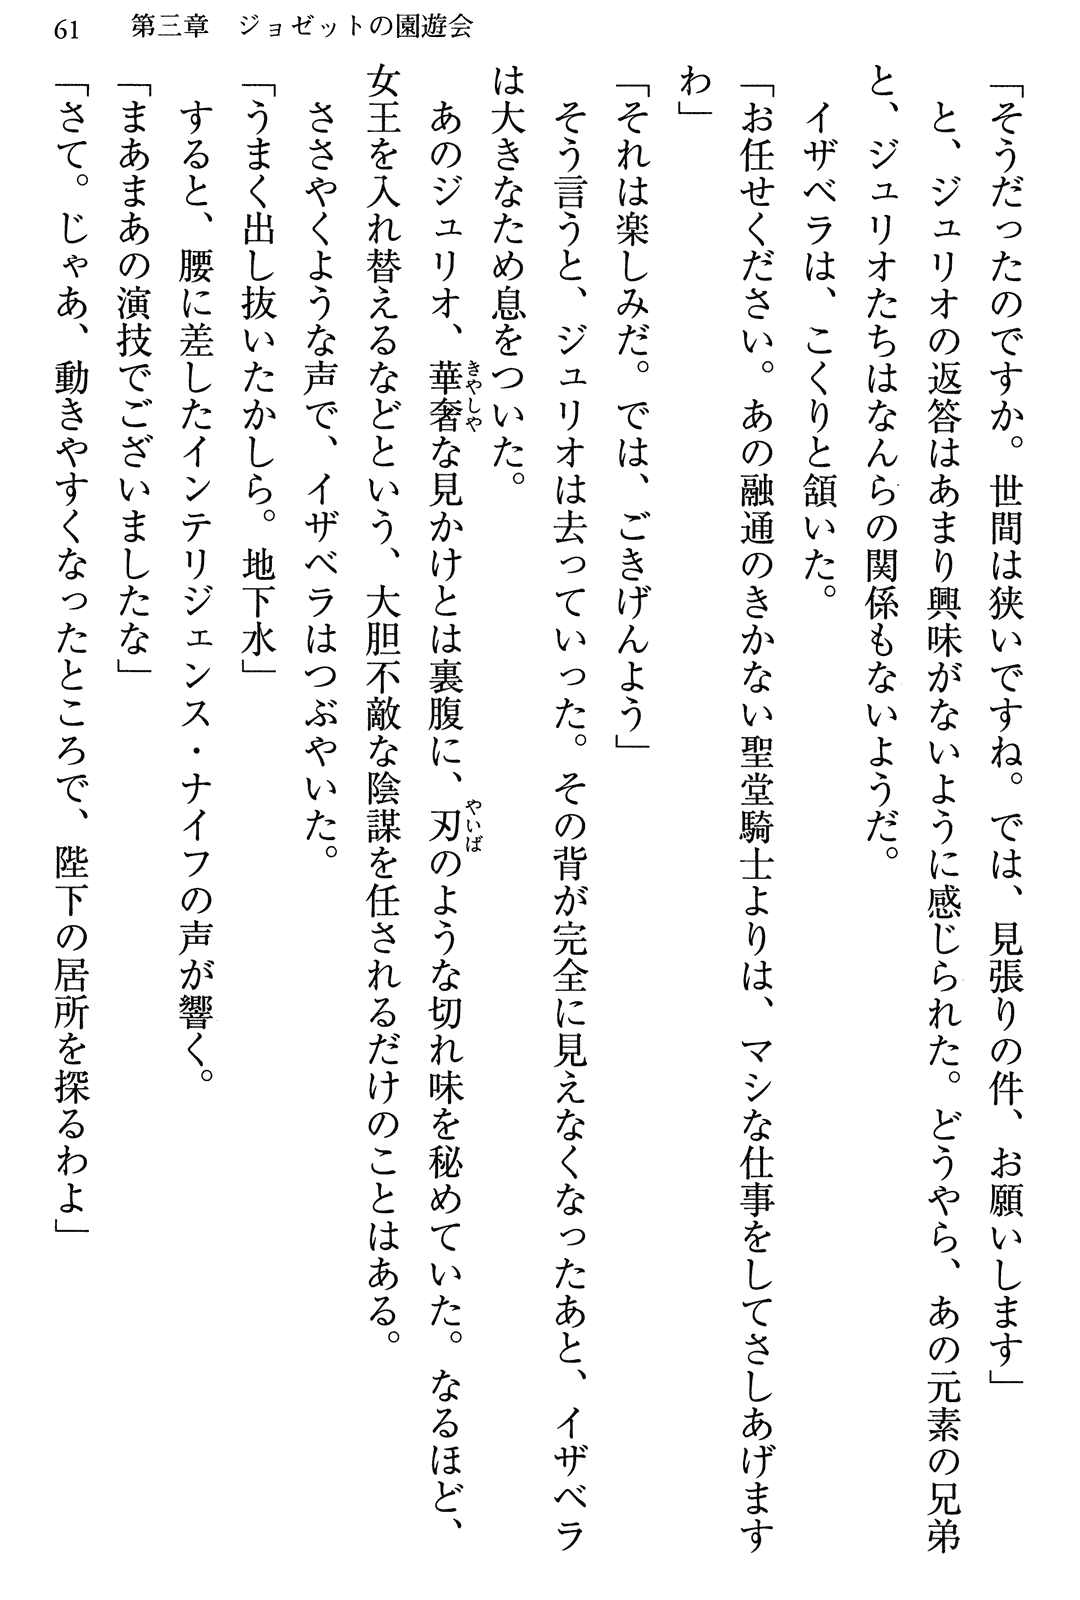 61　第三章　ジョゼットの園遊会
「そうだったのですか。世間は狭いですね。では、見張りの件、お願いします」
　と、ジュリオの返答はあまり興味がないように感じられた。どうやら、あの元素の兄弟
と、ジュリオたちはなんらの関係もないようだ。
　イザベラは、こくりと頷いた。
「お任せください。あの融通のきかない聖堂騎士よりは、マシな仕事をしてさしあげます
わ」
「それは楽しみだ。では、ごきげんよう」
　そう言うと、ジュリオは去っていった。その背が完全に見えなくなったあと、イザベラ
は大きなため息をついた。
　あのジュリオ、華奢な見かけとは裏腹に、刃のような切れ味を秘めていた。なるほど、
女王を入れ替えるなどという、大胆不敵な陰謀を任されるだけのことはある。
　ささやくような声で、イザベラはつぶやいた。
「うまく出し抜いたかしら。地下水」
　すると、腰に差したインテリジェンス・ナイフの声が響く。
「まあまあの演技でございましたな」
「さて。じゃあ、動きやすくなったところで、陛下の居所を探るわよ」